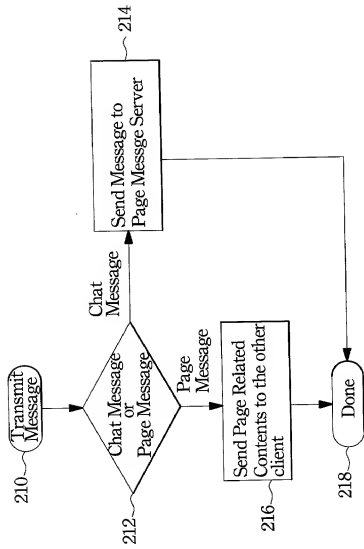 210
Transmit
Message
212
Chat Message
or
Page Message
Chat
Message
214
Send Message to
Page Messge Server
Page
Message
216
Send Page Related
Contents to the other
client
218
Done